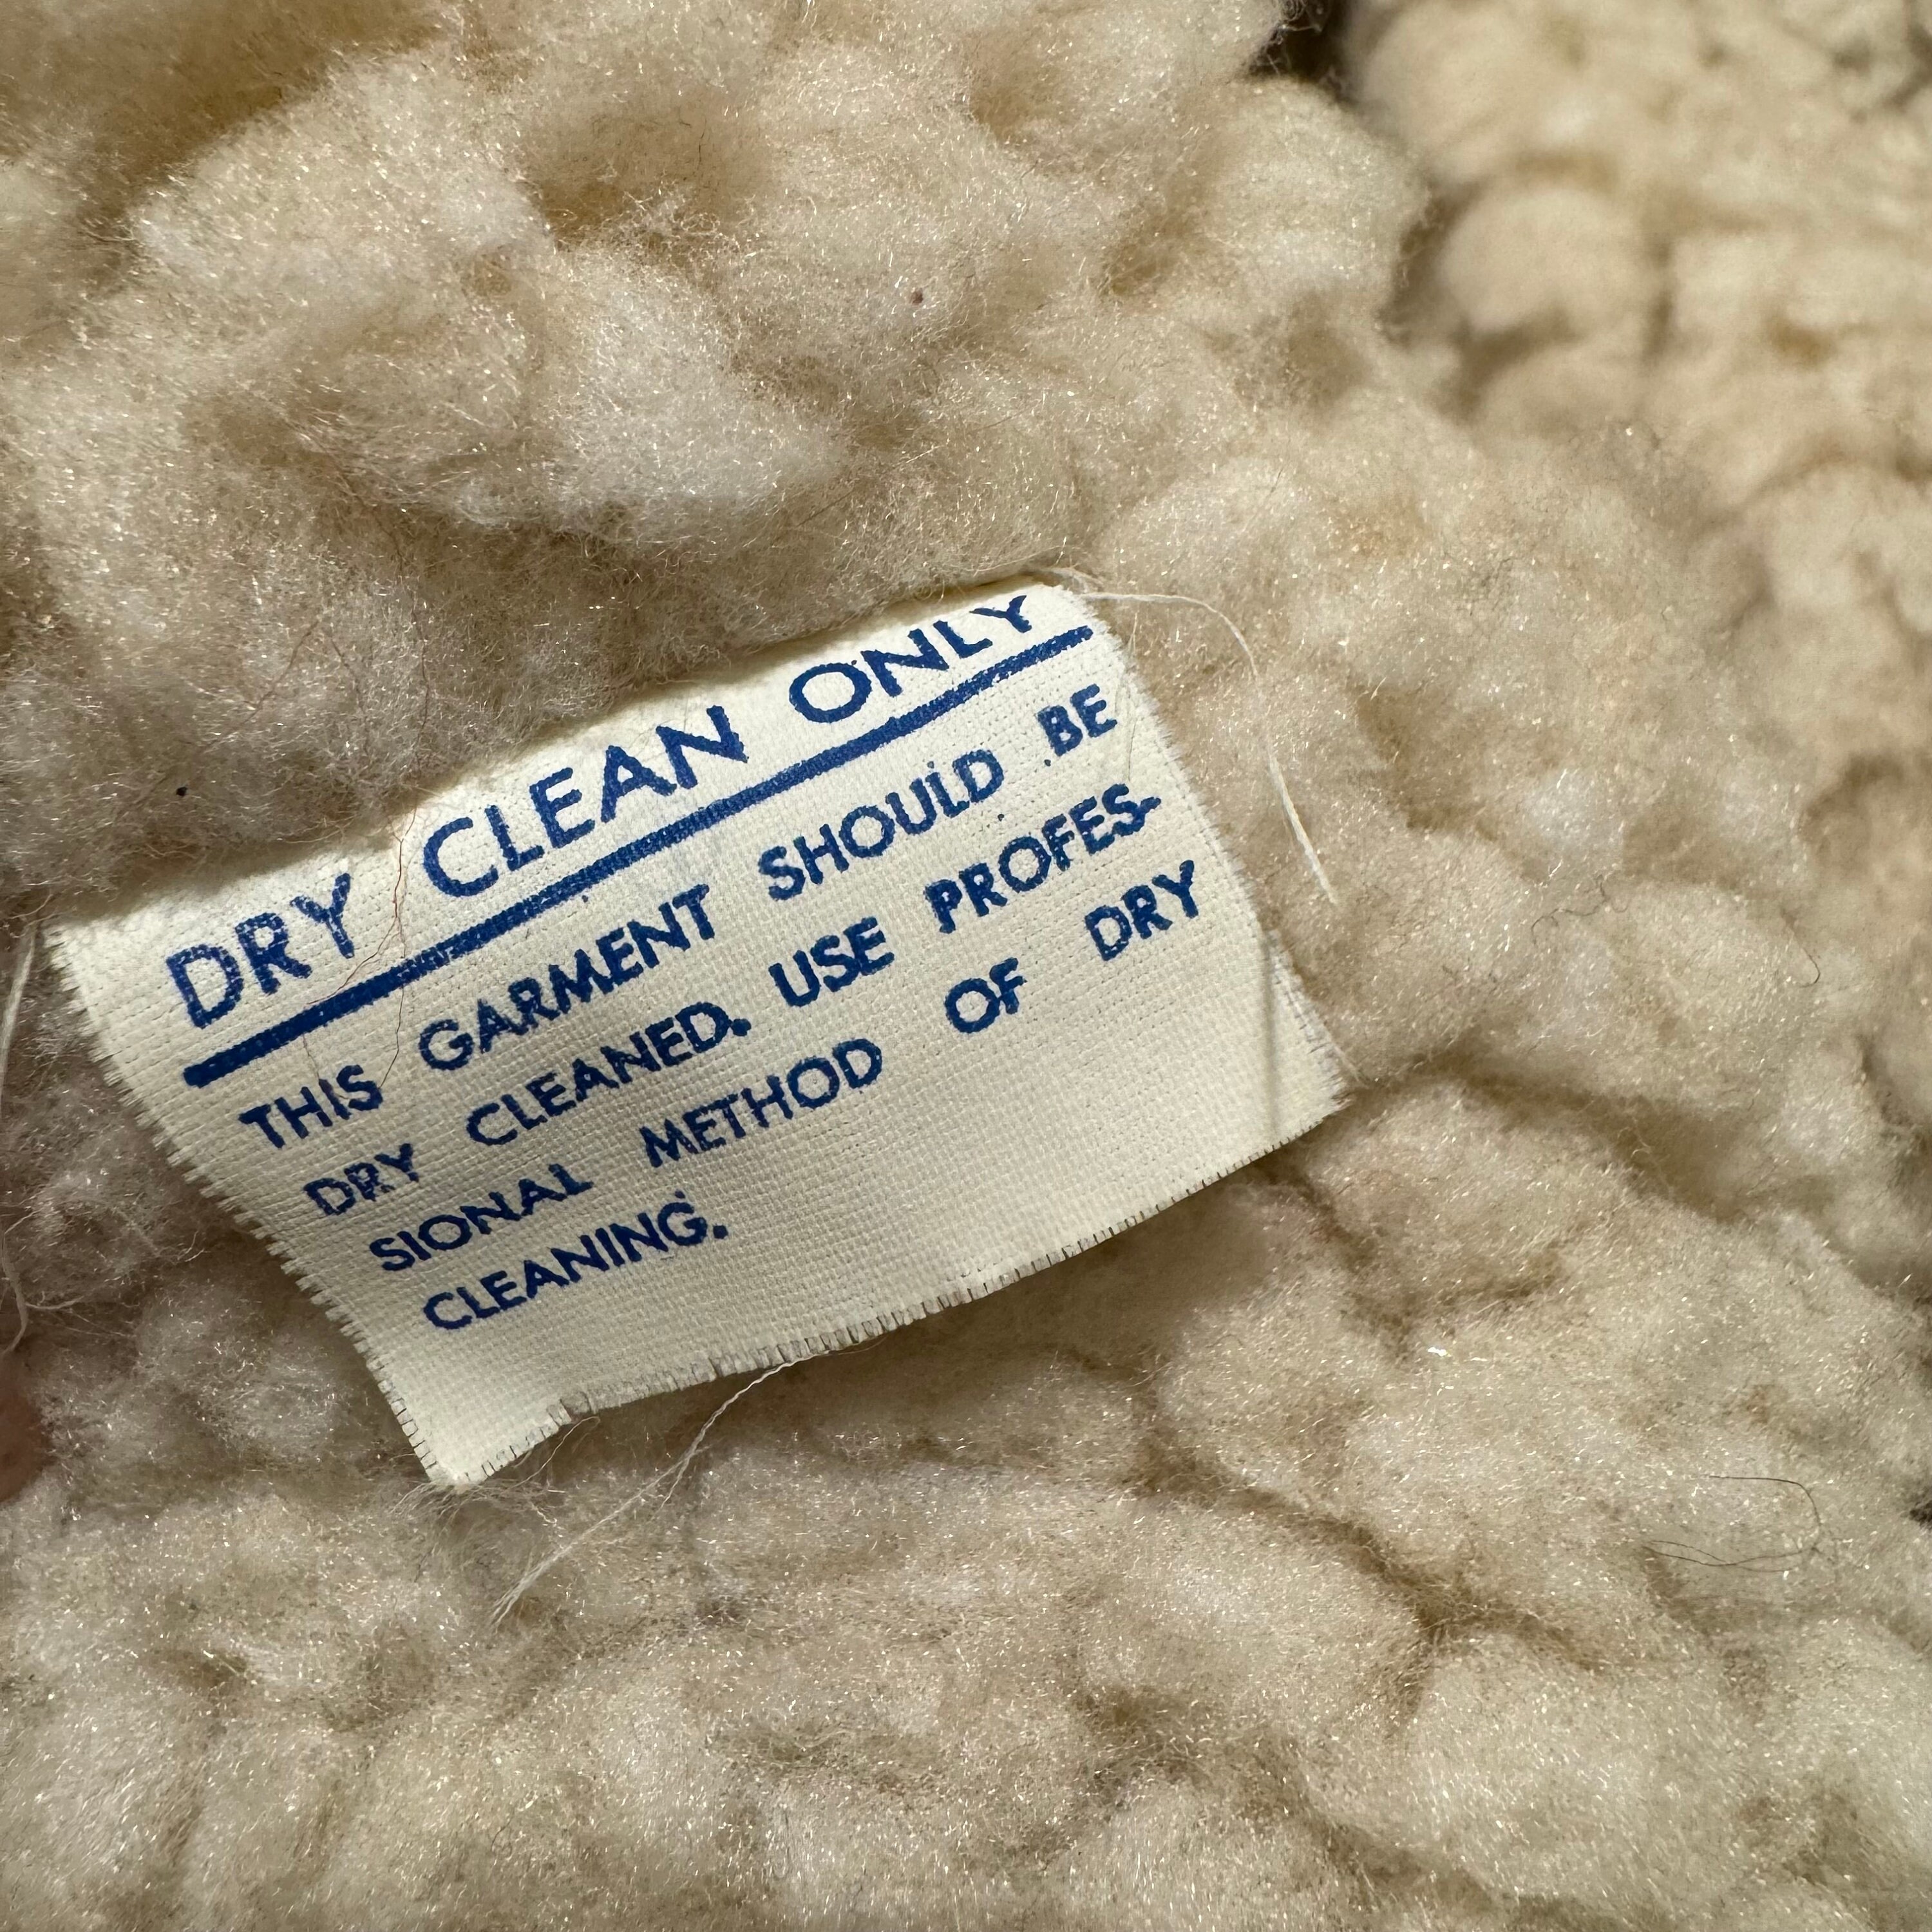 DRY CLEAN ONLY
THIS GARMENT SHOULD BE
DRY CLEANED. USE PROFES-
SIONAL METHOD OF DRY
CLEANING.